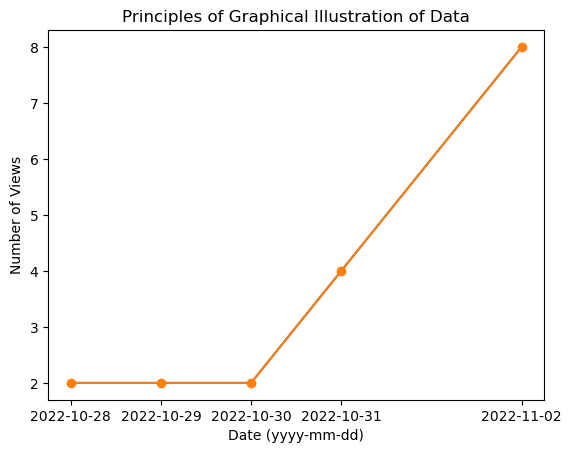 Principles of Graphical Illustration of Data
8
7
6
5
4
3
2
Number of Views
2022-10-28 2022-10-29 2022-10-30 2022-10-31 2022-11-02
Date (yyyy-mm-dd)